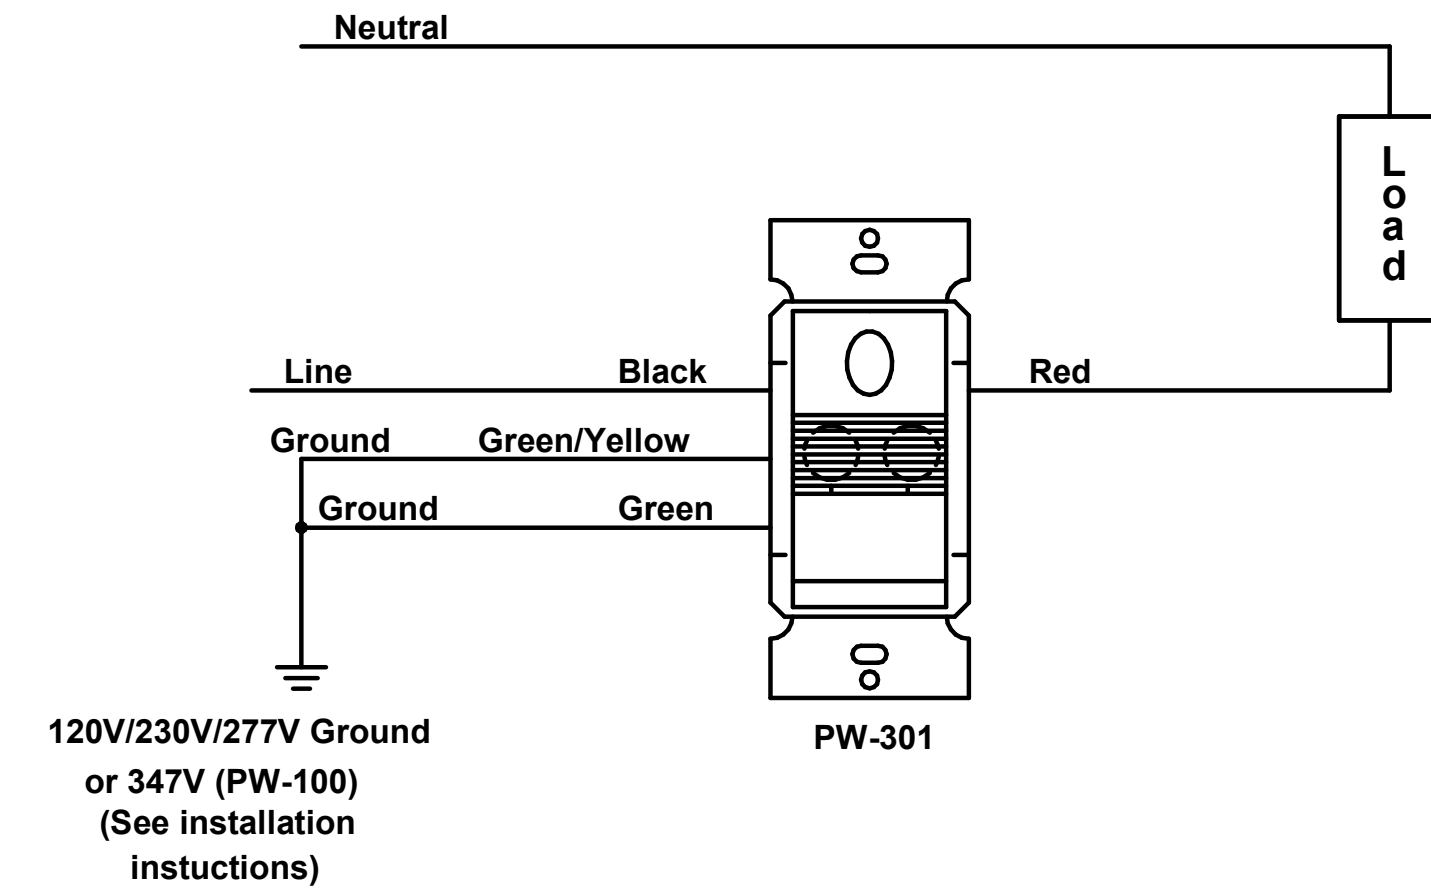 Neutral
Load
Line Black Red
Ground Green/Yellow
Ground Green
120V/230V/277V Ground
or 347V (PW-100)
(See installation
instuctions)
PW-301